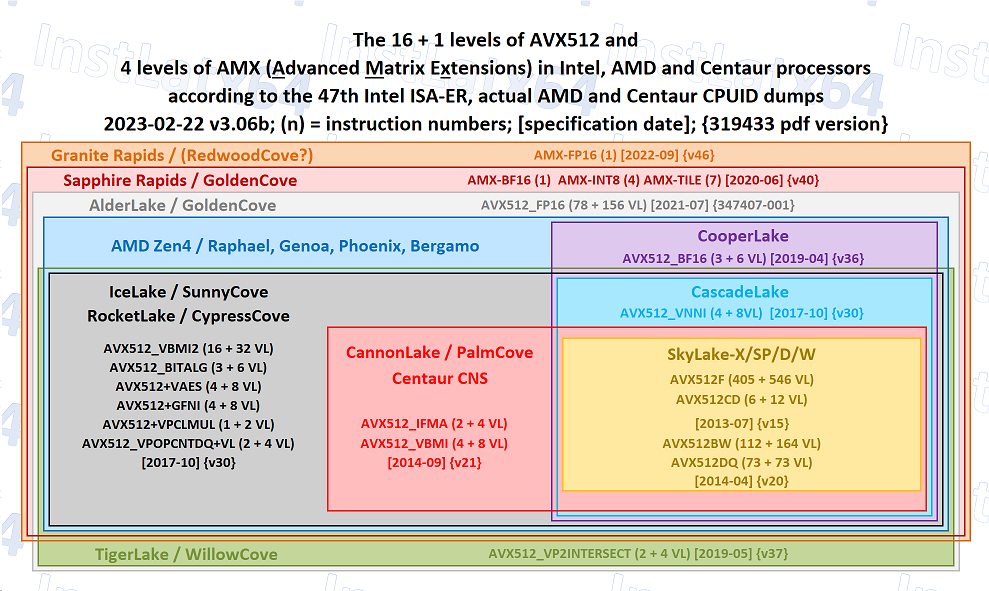 The 16 + 1 levels of AVX512 and
4 levels of AMX (Advanced Matrix Extensions) in Intel, AMD and Centaur processors
according to the 47th Intel ISA-ER, actual AMD and Centaur CPUID dumps
2023-02-22 v3.06b; (n) = instruction numbers; [specification date]; {319433 pdf version}
Granite Rapids / (RedwoodCove?) AMX-FP16 (1) [2022-09] {v46}
Sapphire Rapids / GoldenCove AMX-BF16 (1) AMX-INT8 (4) AMX-TILE (7) [2020-06] {v40}
AlderLake / GoldenCove AVX512_FP16 (78 + 156 VL) [2021-07] {347407-001}
AMD Zen4 / Raphael, Genoa, Phoenix, Bergamo
CooperLake
AVX512_BF16 (3 + 6 VL) [2019-04] {v36}
IceLake / SunnyCove
RocketLake / CypressCove
AVX512_VBMI2 (16 + 32 VL)
AVX512_BITALG (3 + 6 VL)
AVX512+VAES (4 + 8 VL)
AVX512+GFNI (4 + 8 VL)
AVX512+VPCLMUL (1 + 2 VL)
AVX512_VPOPCNTDQ+VL (2 + 4 VL)
[2017-10] {v30}
CascadeLake
AVX512_VNNI (4 + 8VL) [2017-10] {v30}
CannonLake / PalmCove
Centaur CNS
AVX512_IFMA (2 + 4 VL)
AVX512_VBMI (4 + 8 VL)
[2014-09] {v21}
SkyLake-X/SP/D/W
AVX512F (405 + 546 VL)
AVX512CD (6 + 12 VL)
[2013-07] {v15}
AVX512BW (112 + 164 VL)
AVX512DQ (73 + 73 VL)
[2014-04] {v20}
TigerLake / WillowCove AVX512_VP2INTERSECT (2 + 4 VL) [2019-05] {v37}
InstLatx64